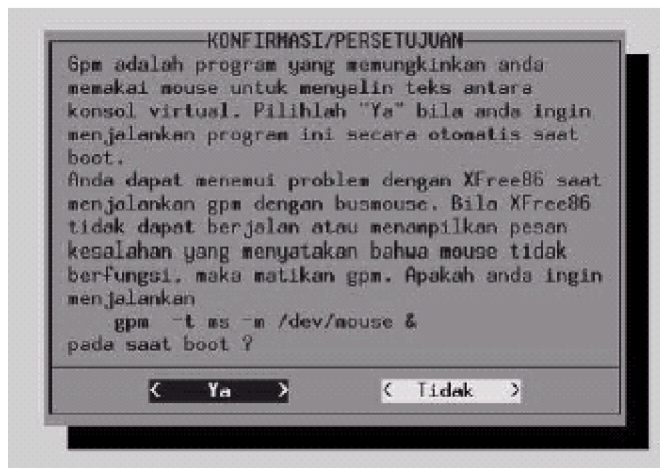 KONFIRMASI/PERSETUJUAN
Gpm adalah program yang memungkinkan anda
memakai mouse untuk menyalin teks antara
konsol virtual. Pilihlah "Ya" bila anda ingin
menjalankan program ini secara otomatis saat
boot.
Anda dapat menemui problem dengan XFree86 saat
menjalankan gpm dengan busmouse. Bila XFree86
tidak dapat berjalan atau menampilkan pesan
kesalahan yang menyatakan bahwa mouse tidak
berfungsi, maka matikan gpm. Apakah anda ingin
menjalankan
gpm -t ms -m /dev/mouse &
pada saat boot ?
< Ya > < Tidak >